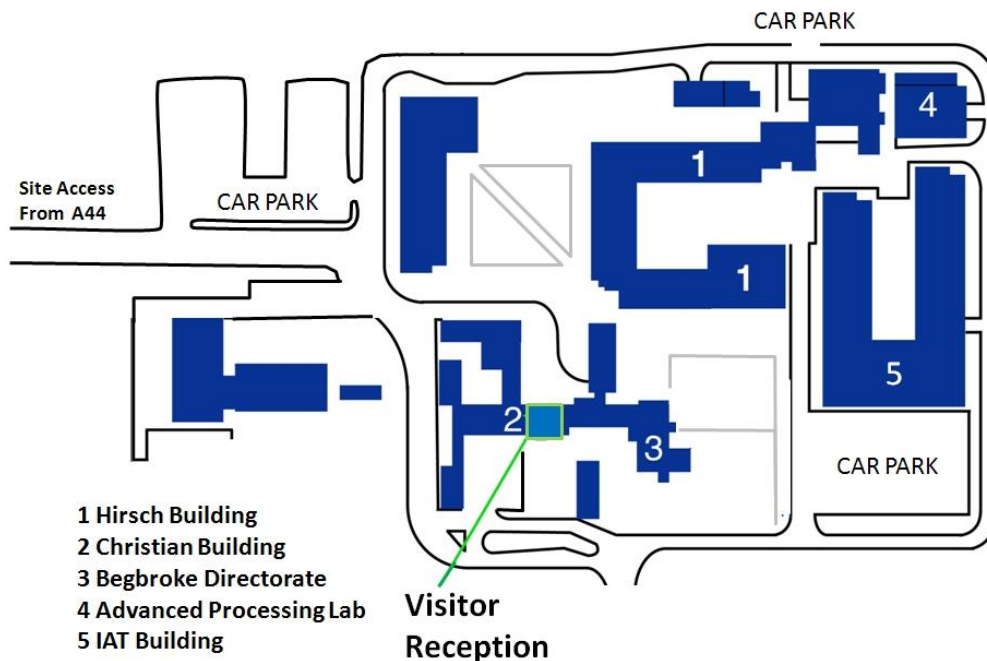 CAR PARK
4
1
Site Access
From A44
CAR PARK
1
5
2
3
CAR PARK
1 Hirsch Building
2 Christian Building
3 Begbroke Directorate
4 Advanced Processing Lab
5 IAT Building
Visitor
Reception